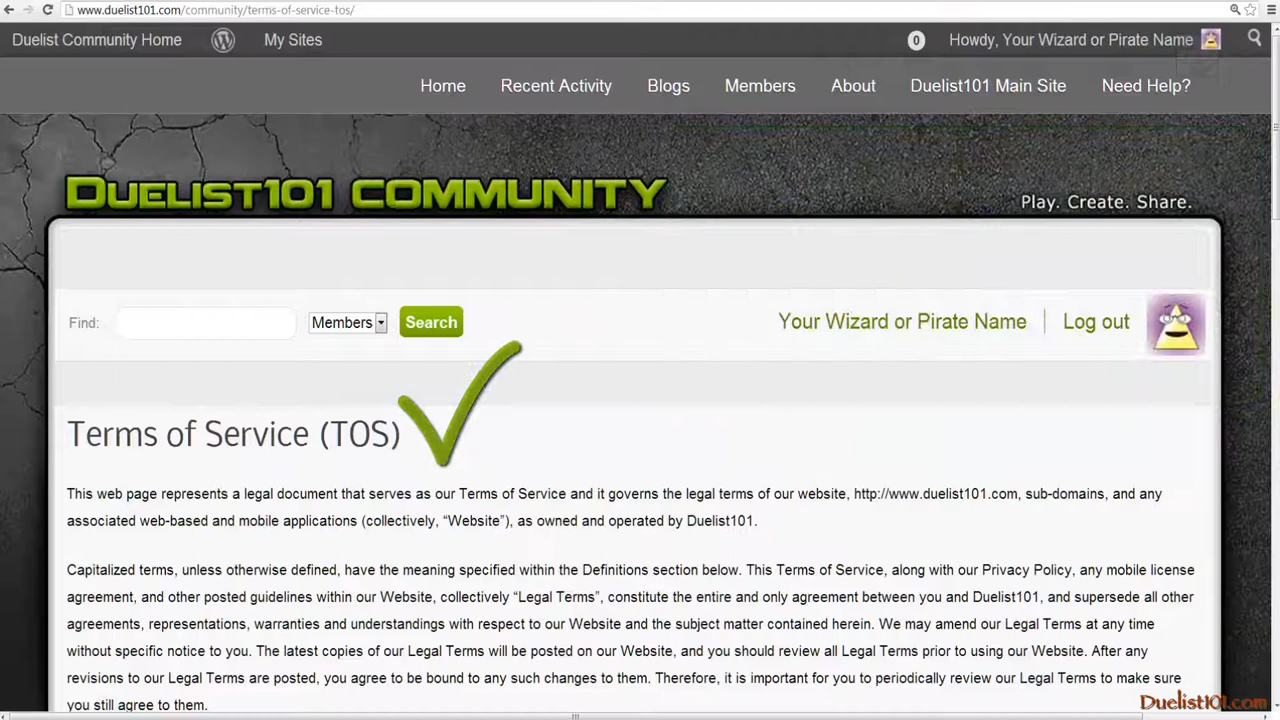 www.duelist101.com/community/terms-of-service-tos/
Duelist Community Home My Sites 0 Howdy, Your Wizard or Pirate Name
Home Recent Activity Blogs Members About Duelist101 Main Site Need Help?
Duelist101 Community
Play. Create. Share.
Find: Members Search Your Wizard or Pirate Name Log out
Terms of Service (TOS)
This web page represents a legal document that serves as our Terms of Service and it governs the legal terms of our website, http://www.duelist101.com, sub-domains, and any
associated web-based and mobile applications (collectively, “Website”), as owned and operated by Duelist101.
Capitalized terms, unless otherwise defined, have the meaning specified within the Definitions section below. This Terms of Service, along with our Privacy Policy, any mobile license
agreement, and other posted guidelines within our Website, collectively “Legal Terms”, constitute the entire and only agreement between you and Duelist101, and supersede all other
agreements, representations, warranties and understandings with respect to our Website and the subject matter contained herein. We may amend our Legal Terms at any time
without specific notice to you. The latest copies of our Legal Terms will be posted on our Website, and you should review all Legal Terms prior to using our Website. After any
revisions to our Legal Terms are posted, you agree to be bound to any such changes to them. Therefore, it is important for you to periodically review our Legal Terms to make sure
you still agree to them.
Duelist101.com